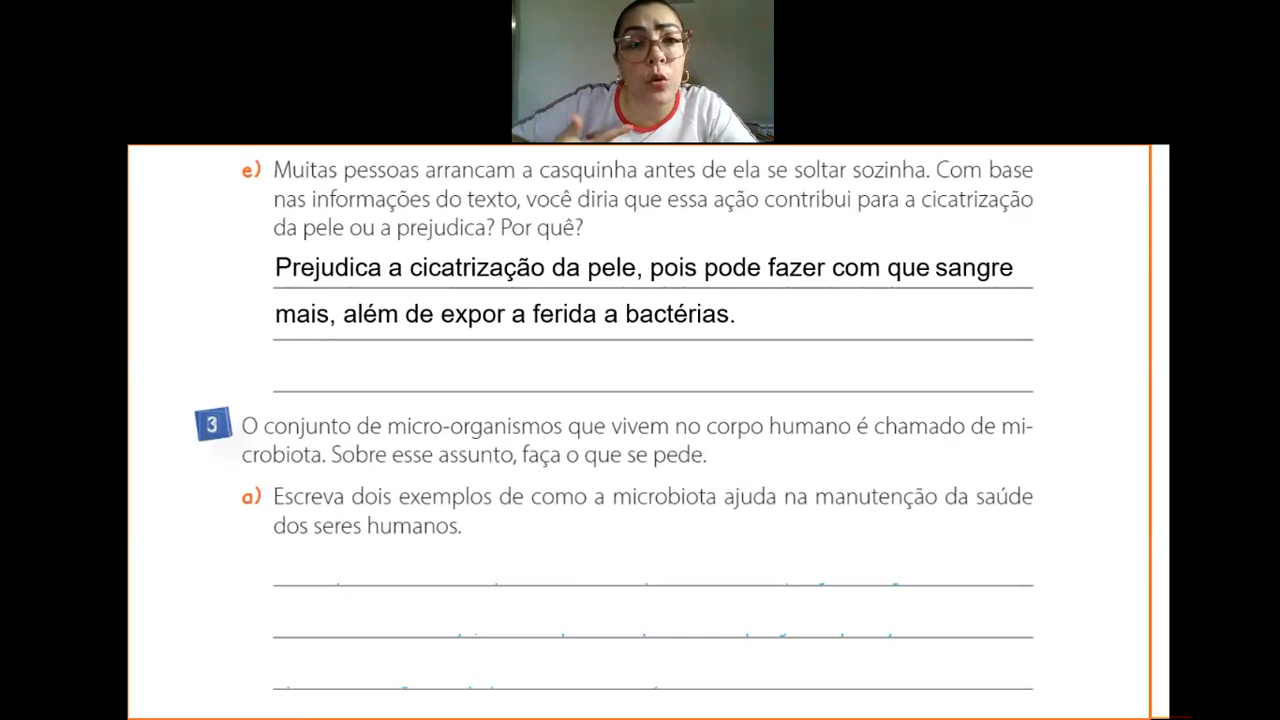 e) Muitas pessoas arrancam a casquinha antes de ela se soltar sozinha. Com base
nas informações do texto, você diria que essa ação contribui para a cicatrização
da pele ou a prejudica? Por quê?
Prejudica a cicatrização da pele, pois pode fazer com que sangre
mais, além de expor a ferida a bactérias.
3 O conjunto de micro-organismos que vivem no corpo humano é chamado de mi-
crobiota. Sobre esse assunto, faça o que se pede.
a) Escreva dois exemplos de como a microbiota ajuda na manutenção da saúde
dos seres humanos.